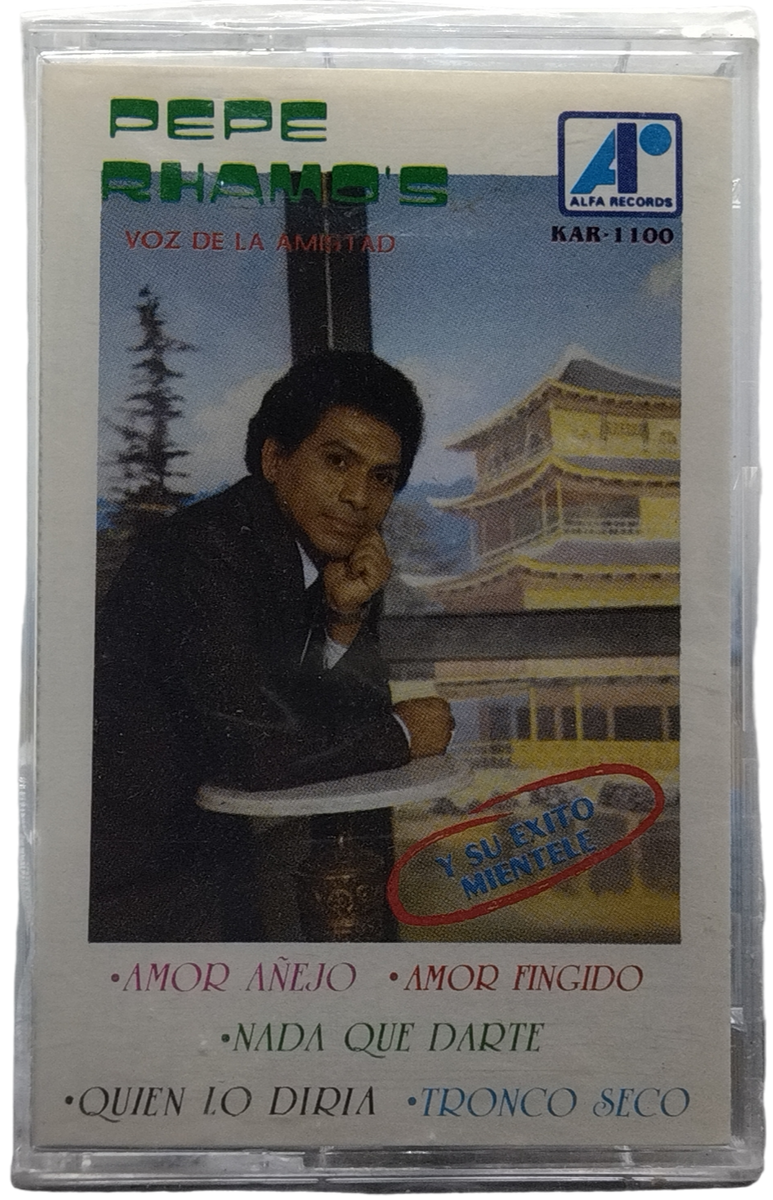 PEPE
RHAMO'S
VOZ DE LA AMISTAD
ALFA RECORDS
KAR-1100
Y SU EXITO
MIENTELE
•AMOR AÑEJO •AMOR FINGIDO
•NADA QUE DARTE
•QUIEN LO DIRIA •TRONCO SECO